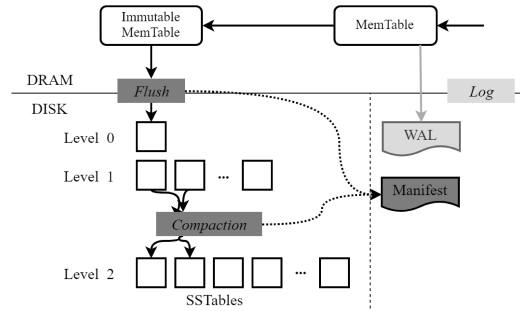 Immutable
MemTable
MemTable
DRAM
Flush
Log
DISK
Level 0
WAL
Level 1
...
Manifest
Compaction
Level 2
...
SSTables